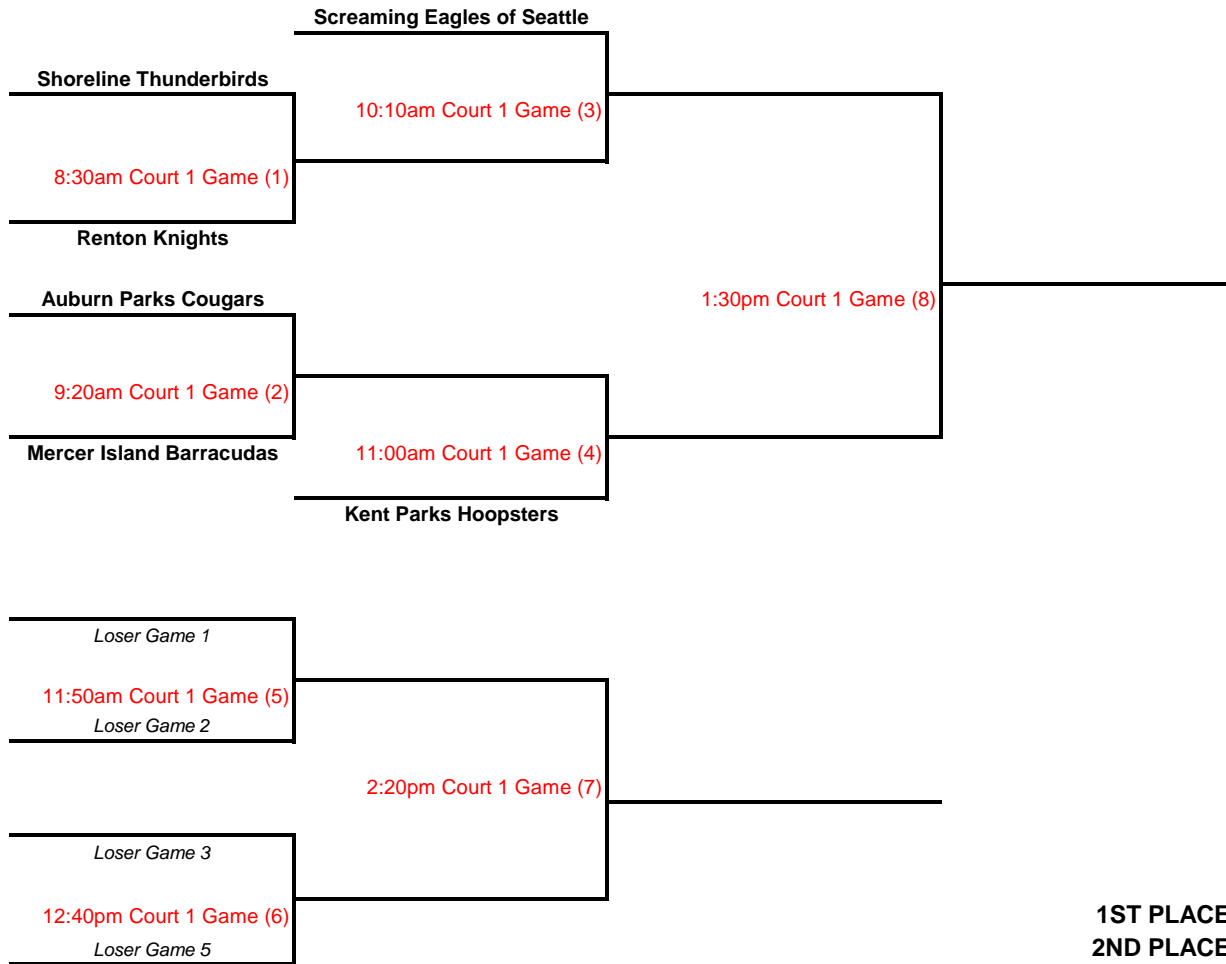 Screaming Eagles of Seattle
Shoreline Thunderbirds
10:10am Court 1 Game (3)
8:30am Court 1 Game (1)
Renton Knights
Auburn Parks Cougars
1:30pm Court 1 Game (8)
9:20am Court 1 Game (2)
Mercer Island Barracudas
11:00am Court 1 Game (4)
Kent Parks Hoopsters
Loser Game 1
11:50am Court 1 Game (5)
Loser Game 2
2:20pm Court 1 Game (7)
Loser Game 3
12:40pm Court 1 Game (6)
1ST PLACE
Loser Game 5
2ND PLACE